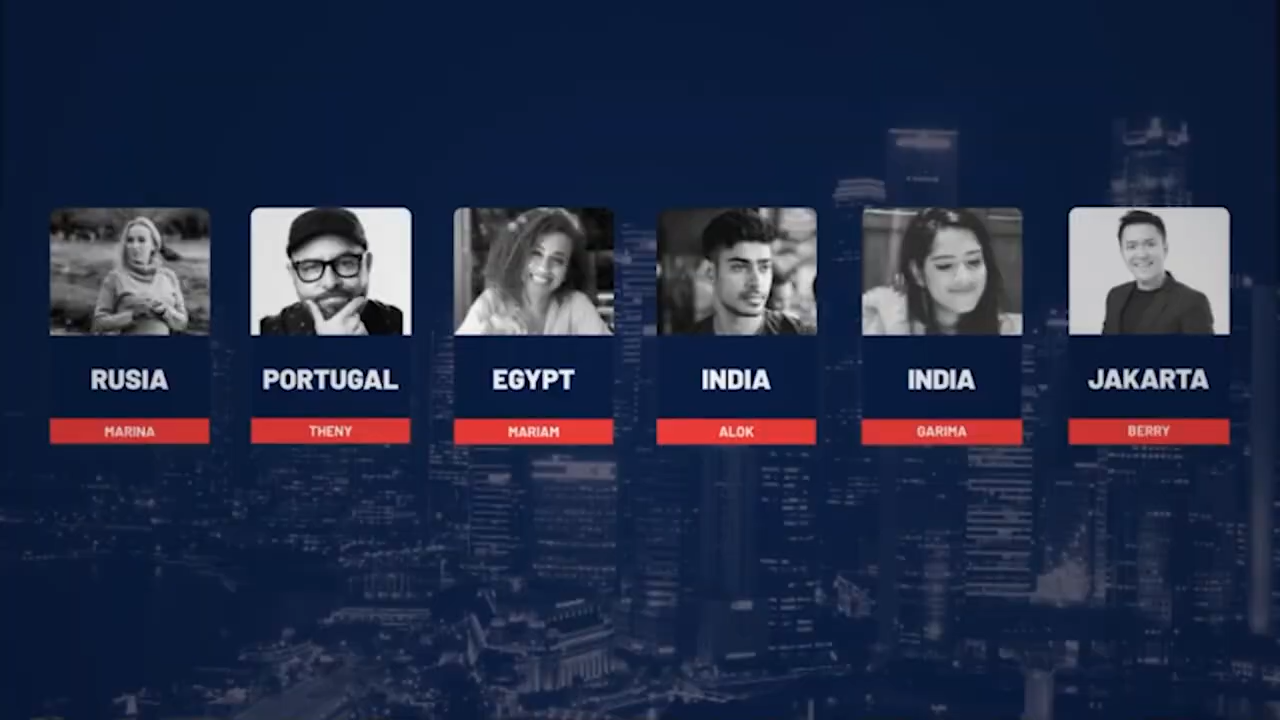 RUSIA
MARINA
PORTUGAL
THENY
EGYPT
MARIAM
INDIA
ALOK
INDIA
GARIMA
JAKARTA
BERRY